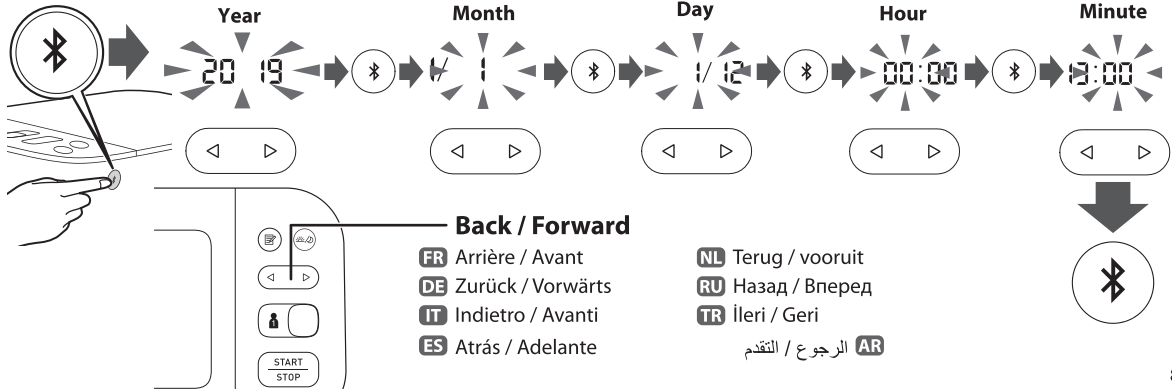 Year Month Day Hour Minute
20 19 1/ 1 1/ 12 00:00 13:00
Back / Forward
FR Arrière / Avant
DE Zurück / Vorwärts
IT Indietro / Avanti
ES Atrás / Adelante
NL Terug / vooruit
RU Назад / Вперед
TR İleri / Geri
AR الرجوع / التقدم
START
STOP